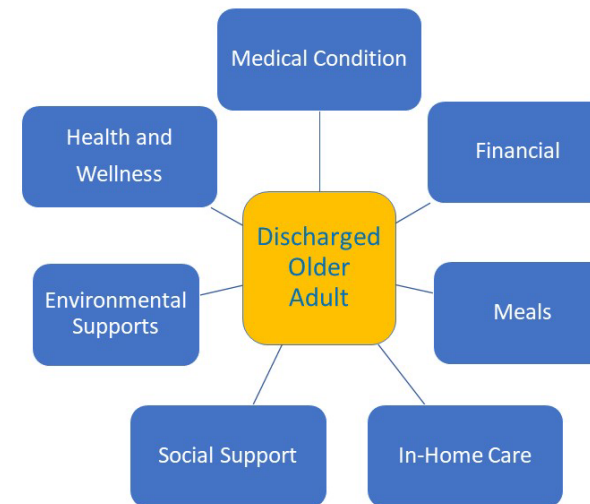 Medical Condition
Health and
Wellness
Financial
Discharged
Older
Adult
Environmental
Supports
Meals
Social Support
In-Home Care